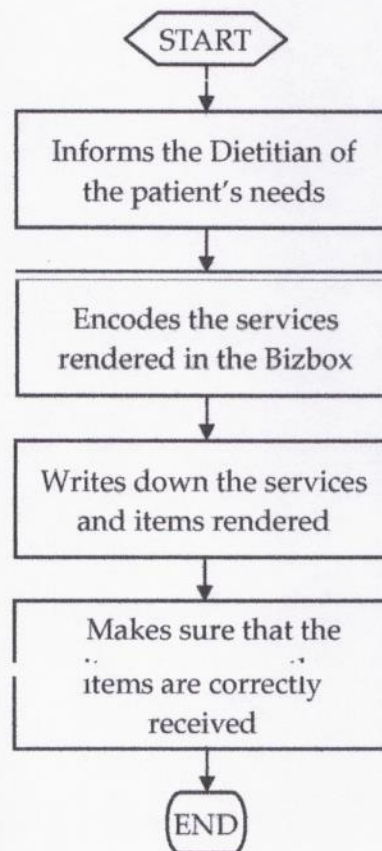 START
Informs the Dietitian of
the patient's needs
Encodes the services
rendered in the Bizbox
Writes down the services
and items rendered
Makes sure that the
items are correctly
received
END